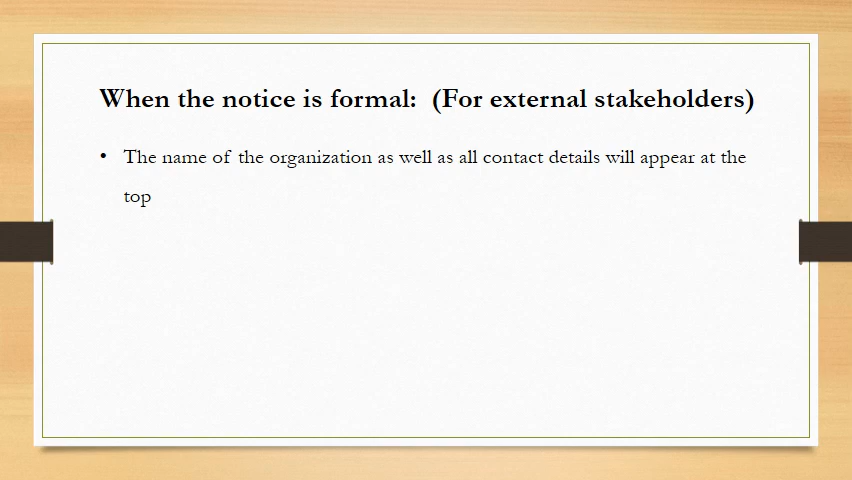 When the notice is formal:  (For external stakeholders)
• The name of the organization as well as all contact details will appear at the
top